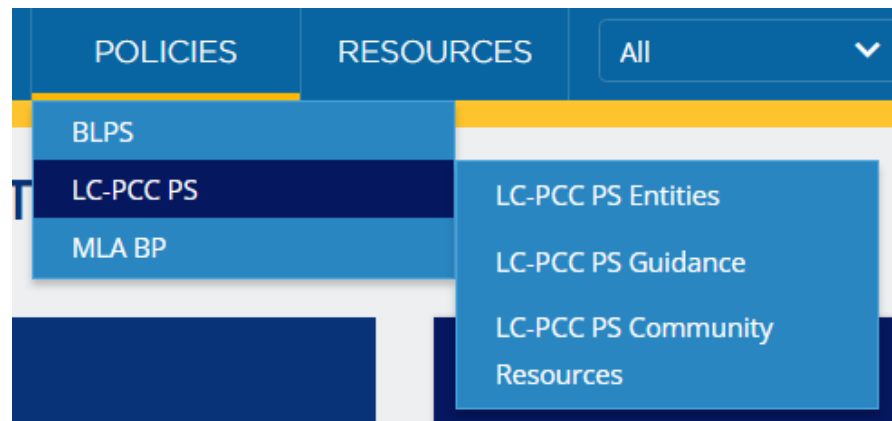 POLICIES
RESOURCES
All
BLPS
LC-PCC PS
MLA BP
LC-PCC PS Entities
LC-PCC PS Guidance
LC-PCC PS Community
Resources
T